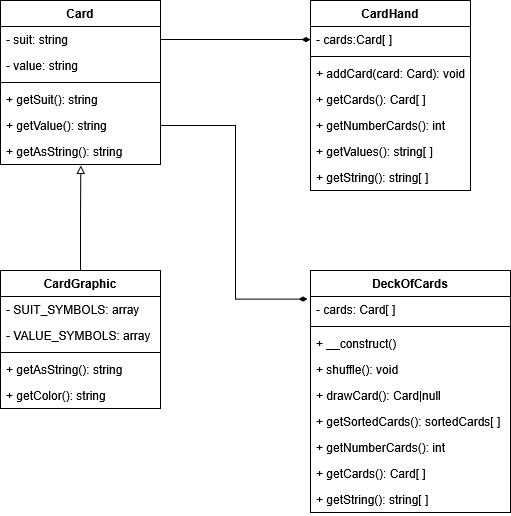 Card
- suit: string
- value: string
+ getSuit(): string
+ getValue(): string
+ getAsString(): string
CardHand
- cards:Card[ ]
+ addCard(card: Card): void
+ getCards(): Card[ ]
+ getNumberCards(): int
+ getValues(): string[ ]
+ getString(): string[ ]
CardGraphic
- SUIT_SYMBOLS: array
- VALUE_SYMBOLS: array
+ getAsString(): string
+ getColor(): string
DeckOfCards
- cards: Card[ ]
+ __construct()
+ shuffle(): void
+ drawCard(): Card|null
+ getSortedCards(): sortedCards[ ]
+ getNumberCards(): int
+ getCards(): Card[ ]
+ getString(): string[ ]